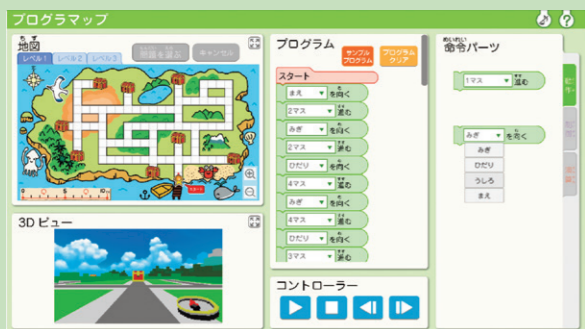 プログラマップ
ちず
地図
レベル1 レベル2 レベル3
キャンセル
スタート
3D ビュー
プログラム
サンプル
プログラム
プログラム
クリア
スタート
まえ を向く
2マス 進む
みぎ を向く
2マス 進む
ひだり を向く
4マス 進む
みぎ を向く
4マス 進む
ひだり を向く
3マス 進む
コントローラー
めいれい
命令パーツ
1マス 進む
みぎ を向く
みぎ
ひだり
うしろ
まえ